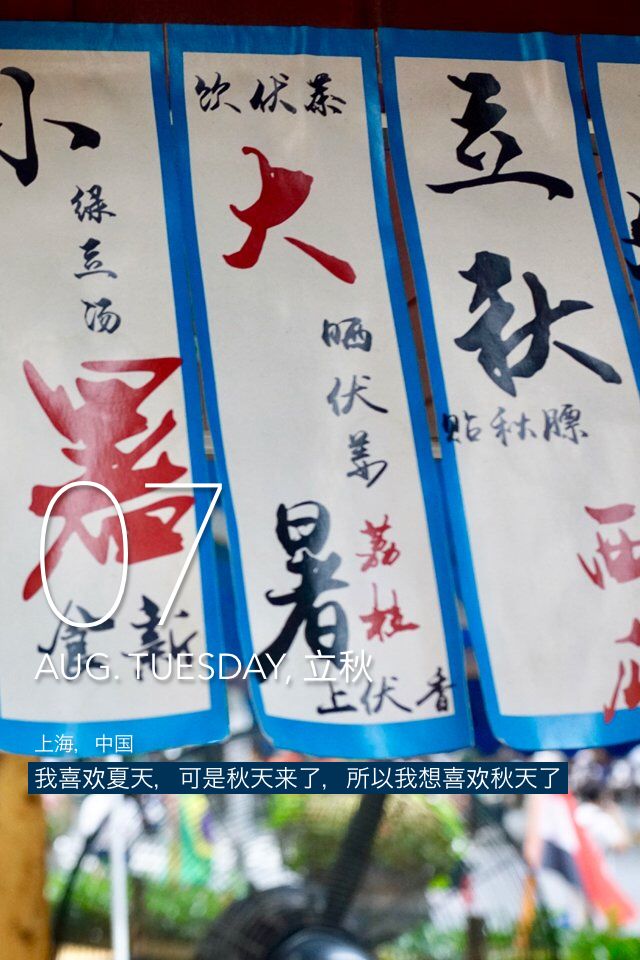 小暑
绿豆汤
食新
饮伏茶
大暑
晒伏姜
荔枝
上伏香
立秋
贴秋膘
西
07
AUG. TUESDAY, 立秋
上海，中国
我喜欢夏天，可是秋天来了，所以我想喜欢秋天了